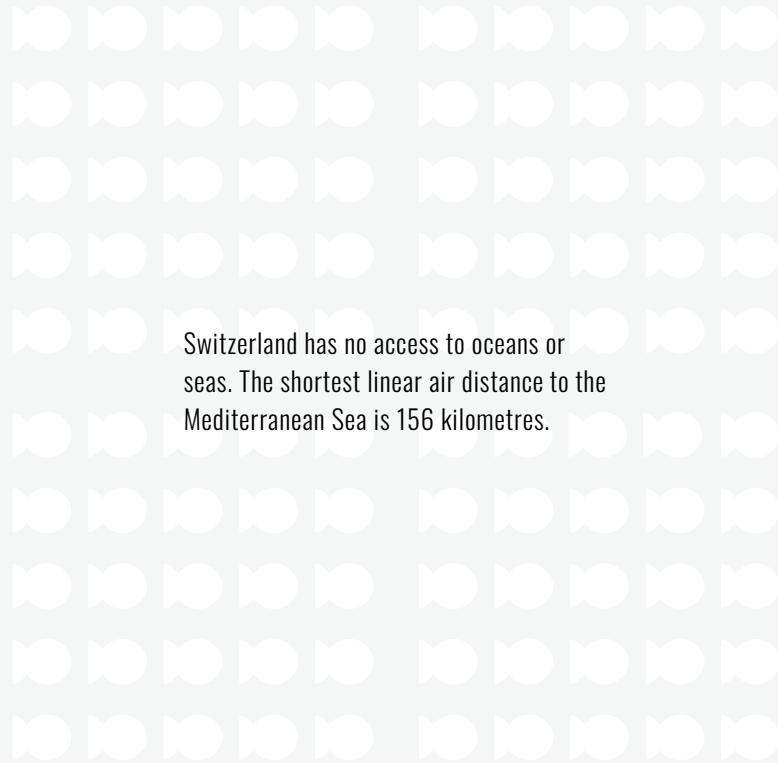 Switzerland has no access to oceans or
seas. The shortest linear air distance to the
Mediterranean Sea is 156 kilometres.